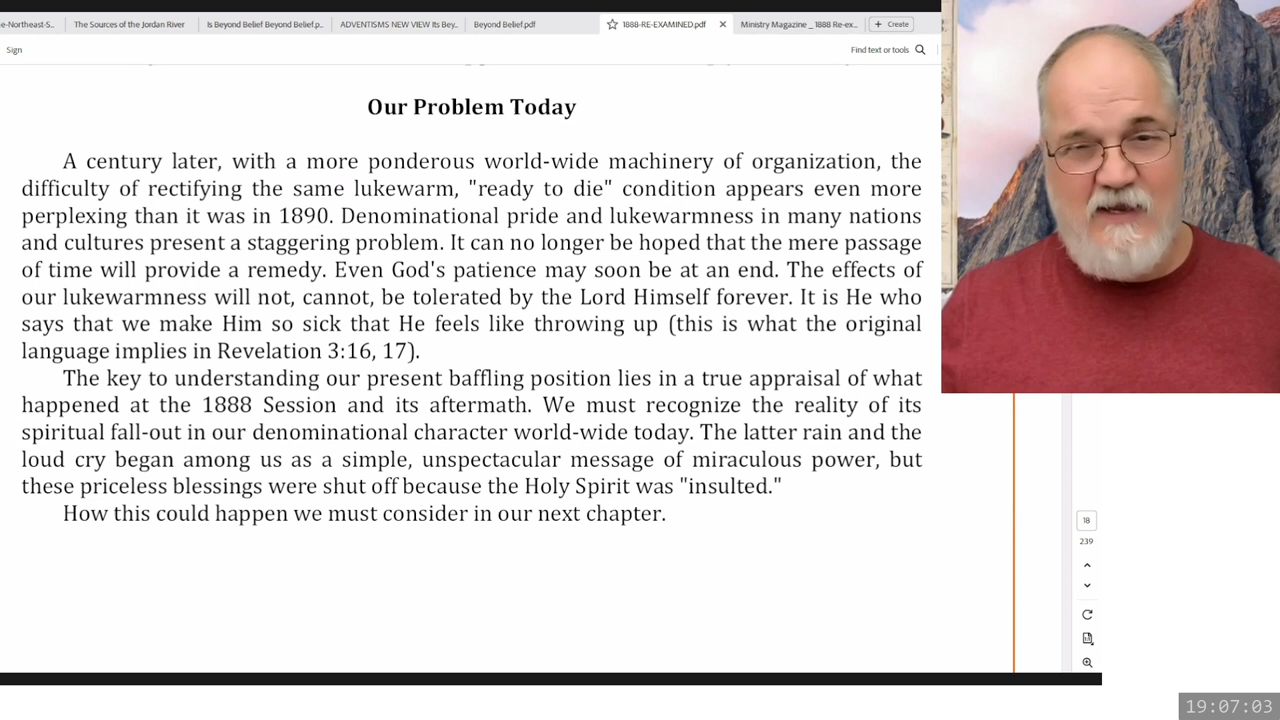 e-Northeast-S..
The Sources of the Jordan River
Is Beyond Belief Beyond Belief.p..
ADVENTISMS NEW VIEW Its Bey..
Beyond Belief.pdf
1888-RE-EXAMINED.pdf
Ministry Magazine _ 1888 Re-ex..
+ Create
Sign
Find text or tools
Our Problem Today
A century later, with a more ponderous world-wide machinery of organization, the
difficulty of rectifying the same lukewarm, "ready to die" condition appears even more
perplexing than it was in 1890. Denominational pride and lukewarmness in many nations
and cultures present a staggering problem. It can no longer be hoped that the mere passage
of time will provide a remedy. Even God's patience may soon be at an end. The effects of
our lukewarmness will not, cannot, be tolerated by the Lord Himself forever. It is He who
says that we make Him so sick that He feels like throwing up (this is what the original
language implies in Revelation 3:16, 17).
The key to understanding our present baffling position lies in a true appraisal of what
happened at the 1888 Session and its aftermath. We must recognize the reality of its
spiritual fall-out in our denominational character world-wide today. The latter rain and the
loud cry began among us as a simple, unspectacular message of miraculous power, but
these priceless blessings were shut off because the Holy Spirit was "insulted."
How this could happen we must consider in our next chapter.
18
239
19:07:03